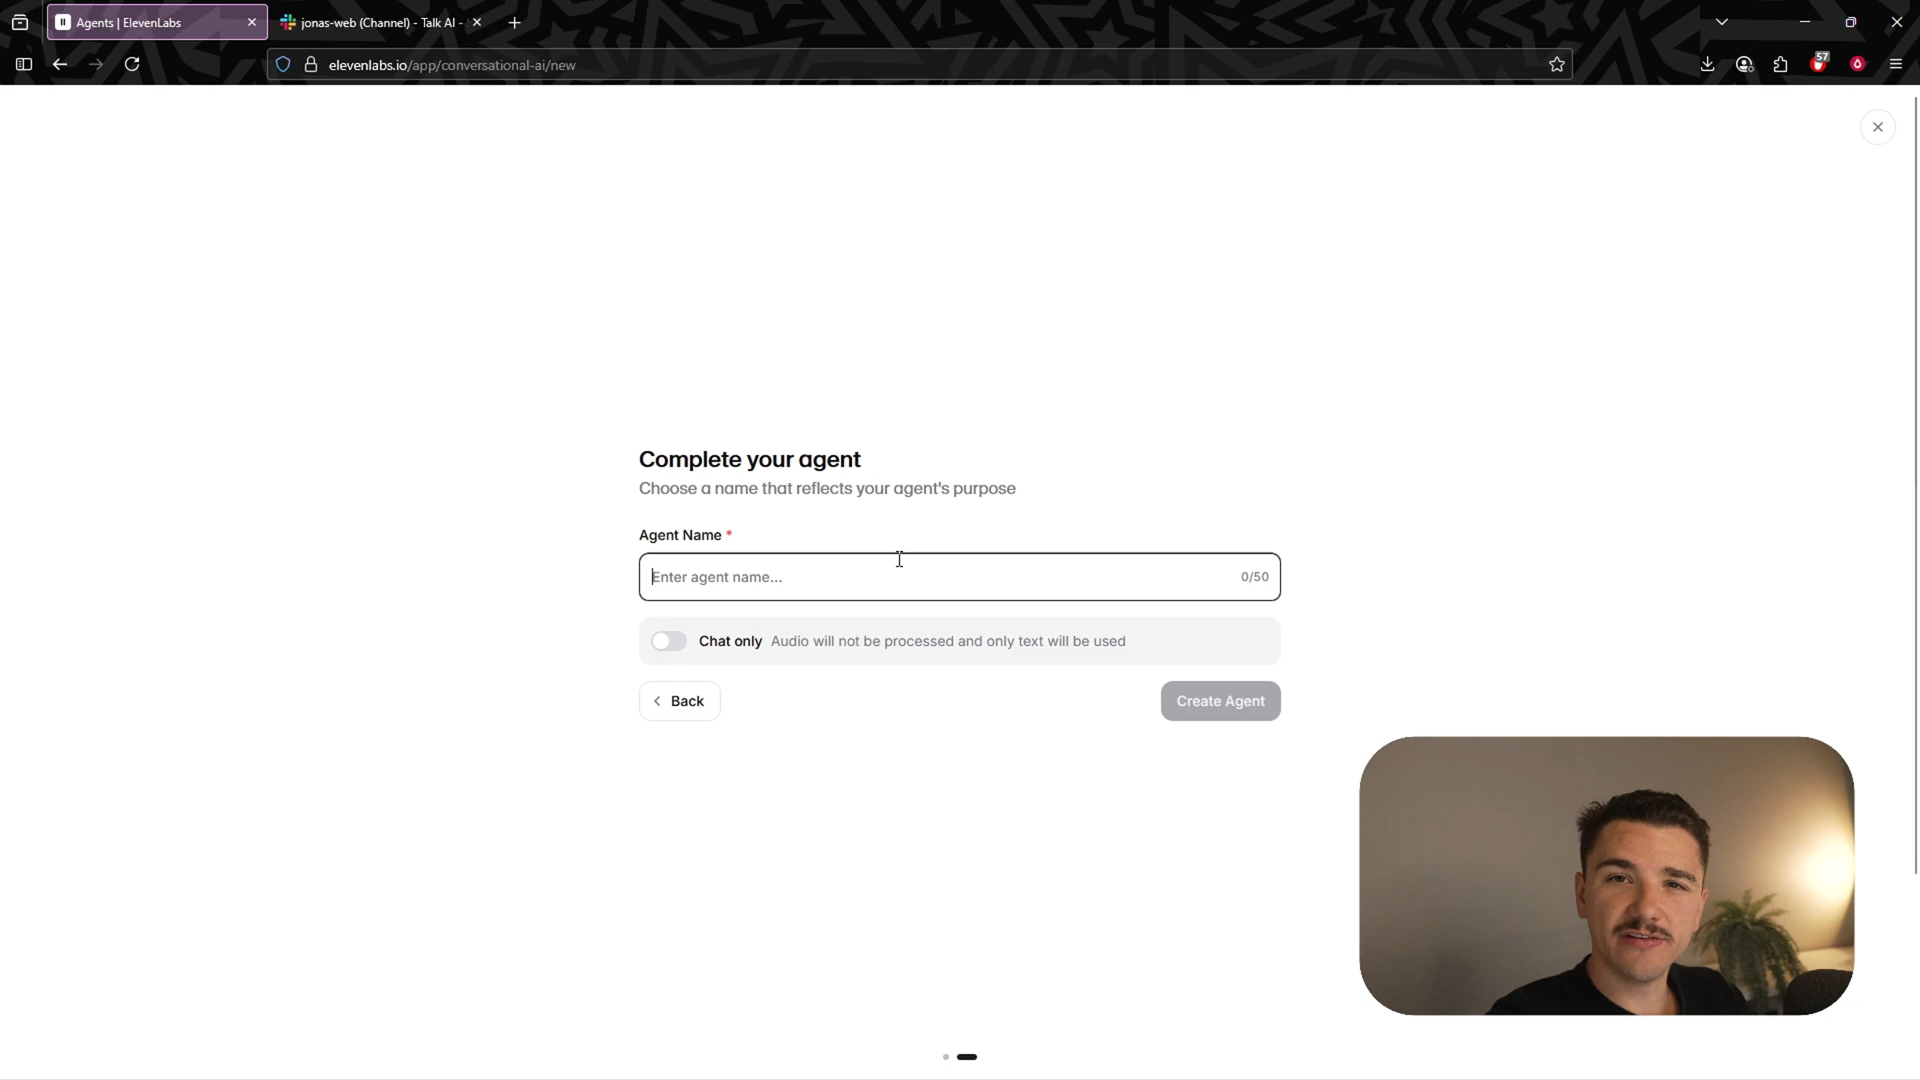 Agents | ElevenLabs
jonas-web (Channel) - Talk AI -
elevenlabs.io/app/conversational-ai/new
57
Complete your agent
Choose a name that reflects your agent's purpose
Agent Name *
Enter agent name...
0/50
Chat only Audio will not be processed and only text will be used
Back
Create Agent